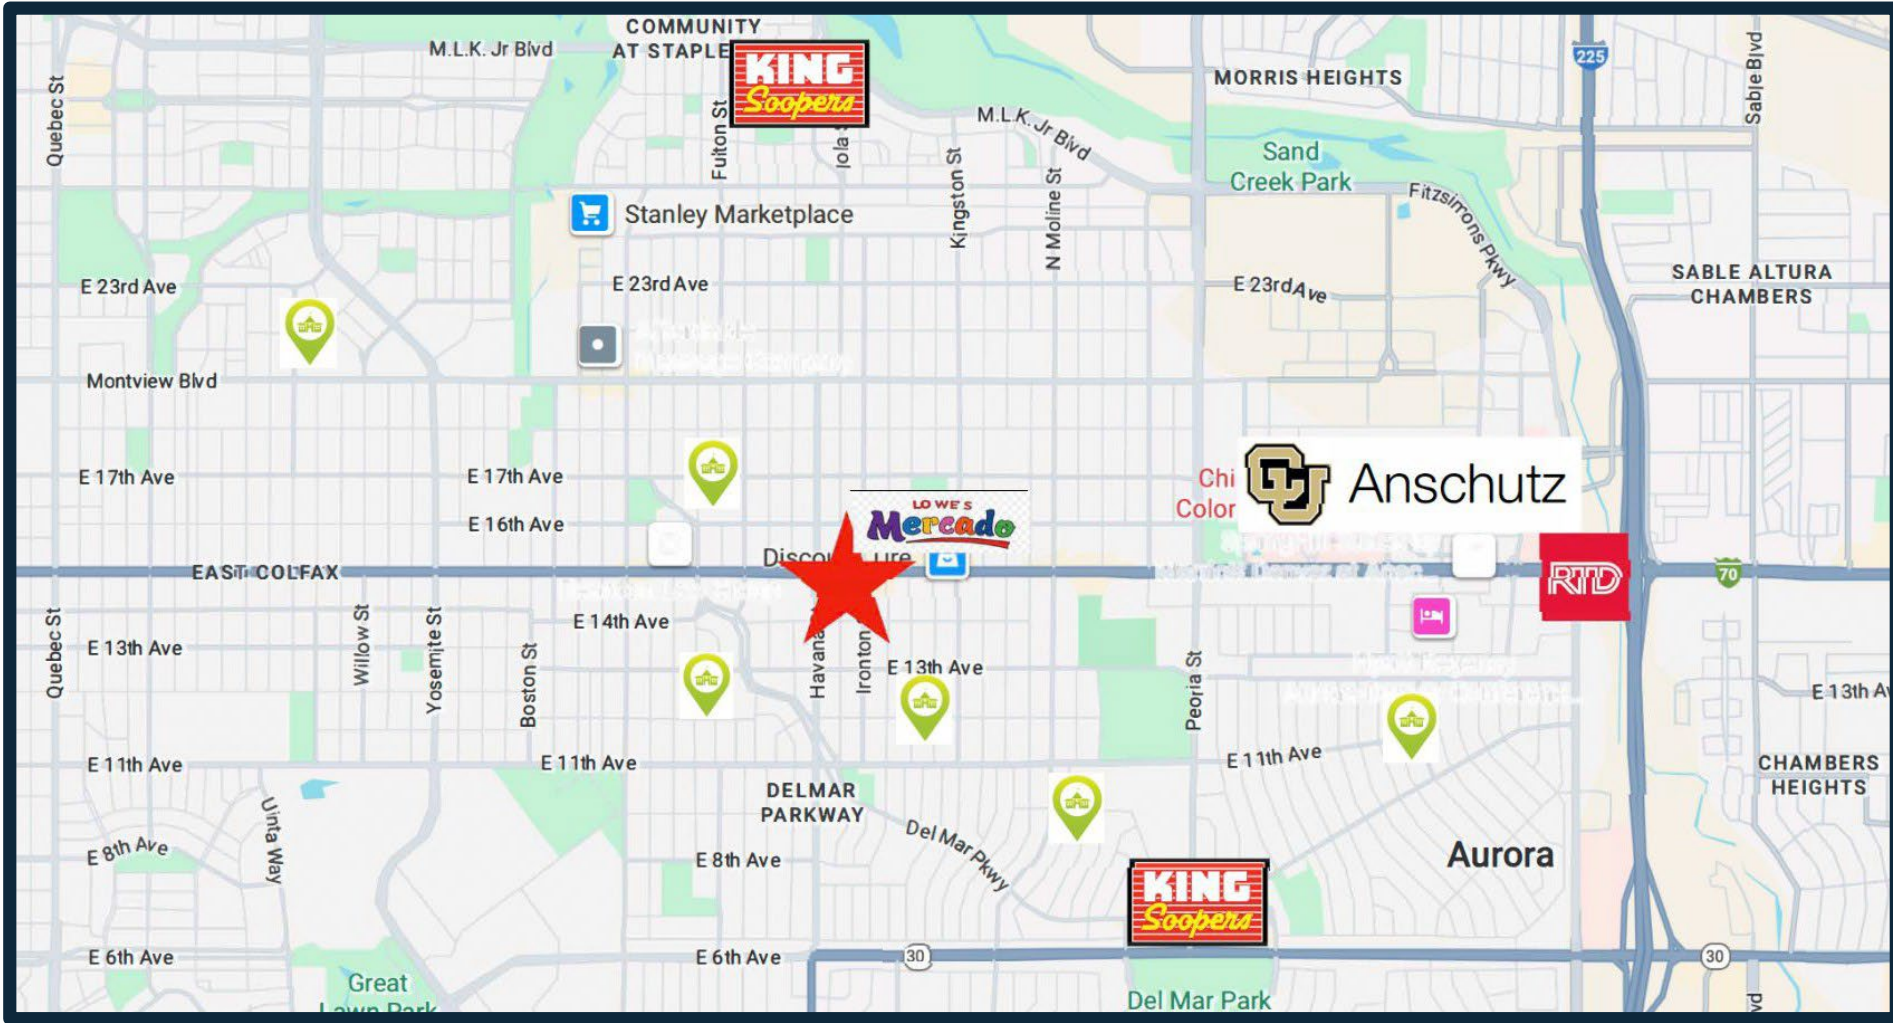 COMMUNITY
AT STAPLE
M.L.K. Jr Blvd
KING
Soopers
225
Sable Blvd
MORRIS HEIGHTS
Quebec St
Fulton St
Iola
M.L.K. Jr Blvd
Sand
Creek Park
Kingston St
N Moline St
Fitzsimons Pkwy
Stanley Marketplace
E 23rd Ave
E 23rd Ave
E 23rd Ave
SABLE ALTURA
CHAMBERS
Montview Blvd
E 17th Ave
E 17th Ave
Chi
Color
CU Anschutz
E 16th Ave
LOWE'S
Mercado
EAST COLFAX
RTD
70
Quebec St
Willow St
Yosemite St
Boston St
E 14th Ave
Havana
Ironton
E 13th Ave
E 13th Ave
Peoria St
E 13th Av
E 11th Ave
E 11th Ave
E 11th Ave
CHAMBERS
HEIGHTS
Uinta Way
DELMAR
PARKWAY
Del Mar Pkwy
E 8th Ave
E 8th Ave
Aurora
KING
Soopers
E 6th Ave
E 6th Ave
30
30
Great
Lawn Park
Del Mar Park
vd